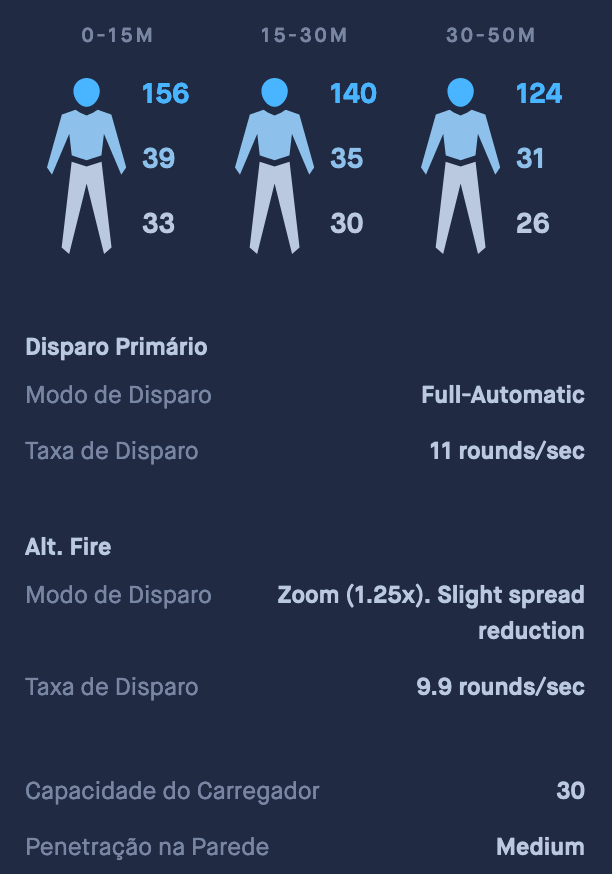 0-15M 15-30M 30-50M
156 140 124
39 35 31
33 30 26
Disparo Primário
Modo de Disparo Full-Automatic
Taxa de Disparo 11 rounds/sec
Alt. Fire
Modo de Disparo Zoom (1.25x). Slight spread
reduction
Taxa de Disparo 9.9 rounds/sec
Capacidade do Carregador 30
Penetração na Parede Medium